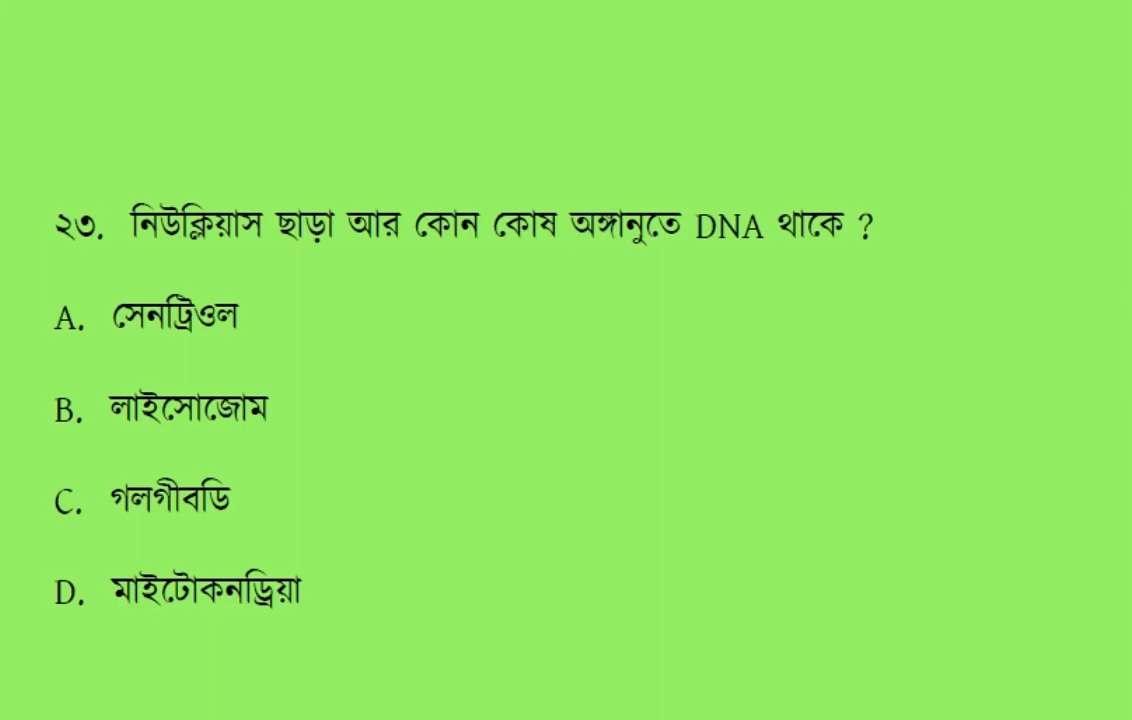 ২৩. নিউক্লিয়াস ছাড়া আর কোন কোষ অঙ্গানুতে DNA থাকে ?
A. সেনট্রিওল
B. লাইসোজোম
C. গলগীবডি
D. মাইটোকনড্রিয়া